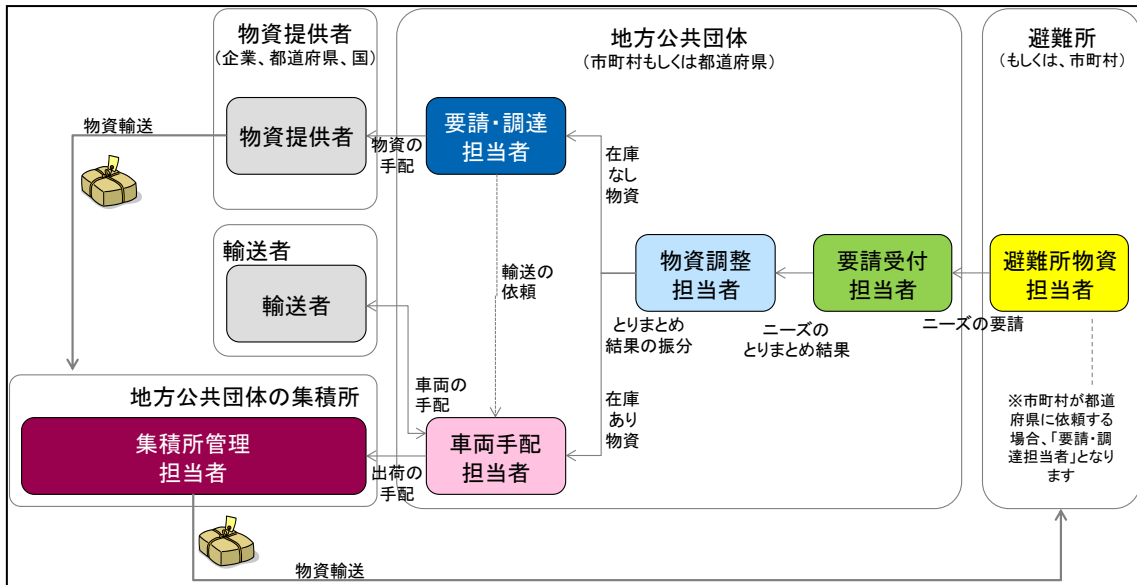 物資提供者
（企業、都道府県、国）
地方公共団体
（市町村もしくは都道府県）
避難所
（もしくは、市町村）
物資輸送
物資提供者
物資の
手配
要請・調達
担当者
在庫
なし
物資
輸送者
輸送者
輸送の
依頼
物資調整
担当者
要請受付
担当者
避難所物資
担当者
とりまとめ
結果の振分
ニーズの
とりまとめ結果
ニーズの要請
地方公共団体の集積所
車両の
手配
在庫
あり
物資
※市町村が都道
府県に依頼する
場合、「要請・調
達担当者」となり
ます
集積所管理
担当者
出荷の
手配
車両手配
担当者
物資輸送